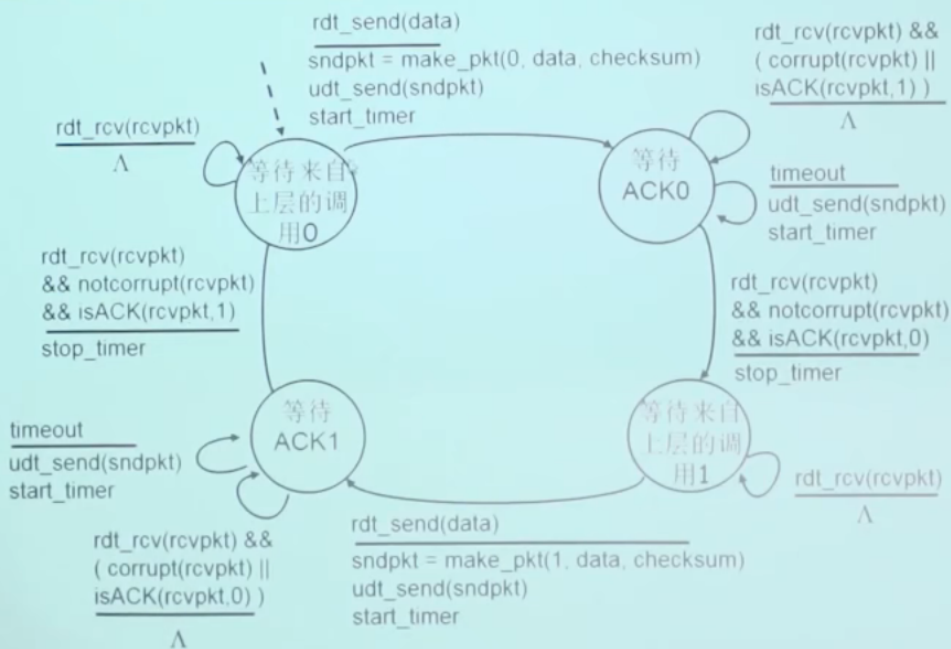 rdt_send(data)
sndpkt = make_pkt(0, data, checksum)
udt_send(sndpkt)
start_timer
rdt_rcv(rcvpkt) &&
( corrupt(rcvpkt) ||
isACK(rcvpkt,1) )
Λ
rdt_rcv(rcvpkt)
Λ
等待来自
上层的调
用0
等待
ACK0
timeout
udt_send(sndpkt)
start_timer
rdt_rcv(rcvpkt)
&& notcorrupt(rcvpkt)
&& isACK(rcvpkt,1)
stop_timer
rdt_rcv(rcvpkt)
&& notcorrupt(rcvpkt)
&& isACK(rcvpkt,0)
stop_timer
等待
ACK1
等待来自
上层的调
用1
timeout
udt_send(sndpkt)
start_timer
rdt_rcv(rcvpkt)
Λ
rdt_rcv(rcvpkt) &&
( corrupt(rcvpkt) ||
isACK(rcvpkt,0) )
Λ
rdt_send(data)
sndpkt = make_pkt(1, data, checksum)
udt_send(sndpkt)
start_timer